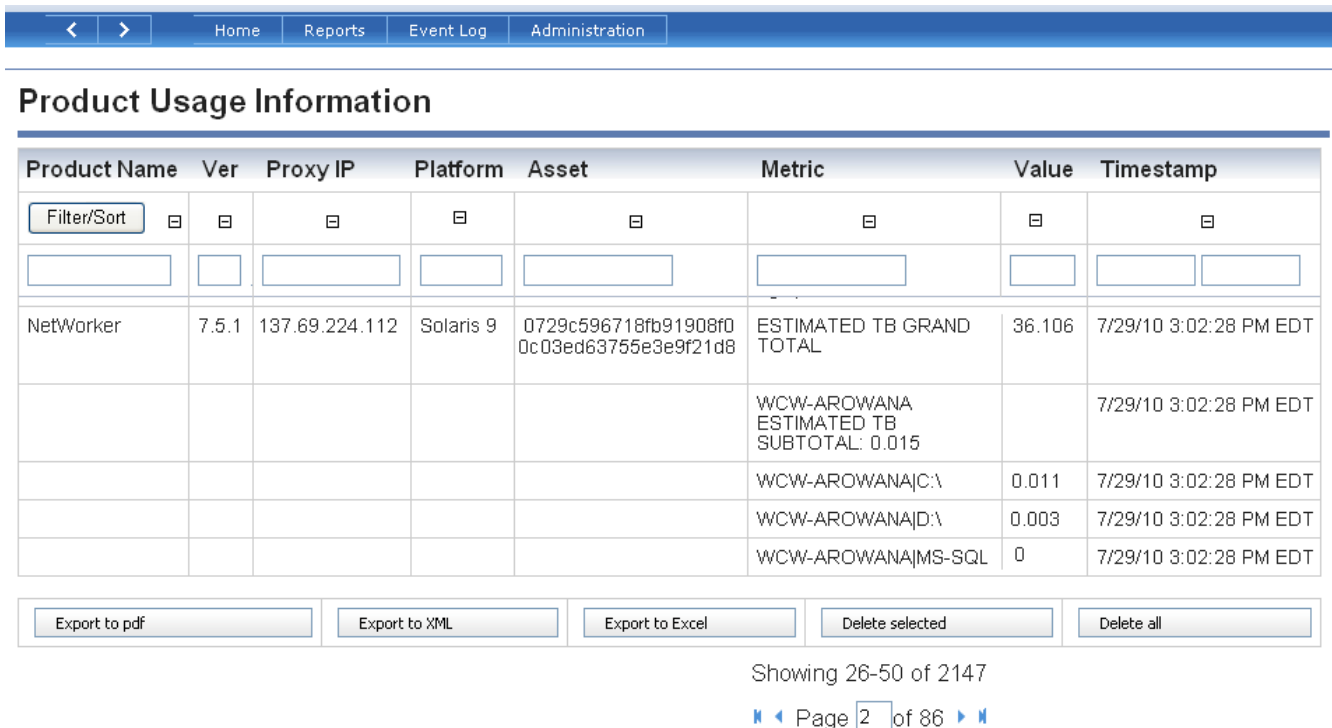 Home Reports Event Log Administration
Product Usage Information
Product Name Ver Proxy IP Platform Asset Metric Value Timestamp
Filter/Sort
NetWorker 7.5.1 137.69.224.112 Solaris 9 0729c596718fb91908f0 ESTIMATED TB GRAND 36.106 7/29/10 3:02:28 PM EDT
0c03ed63755e3e9f21d8 TOTAL
WCW-AROWANA 7/29/10 3:02:28 PM EDT
ESTIMATED TB
SUBTOTAL: 0.015
WCW-AROWANA|C:\ 0.011 7/29/10 3:02:28 PM EDT
WCW-AROWANA|D:\ 0.003 7/29/10 3:02:28 PM EDT
WCW-AROWANA|MS-SQL 0 7/29/10 3:02:28 PM EDT
Export to pdf Export to XML Export to Excel Delete selected Delete all
Showing 26-50 of 2147
Page 2 of 86